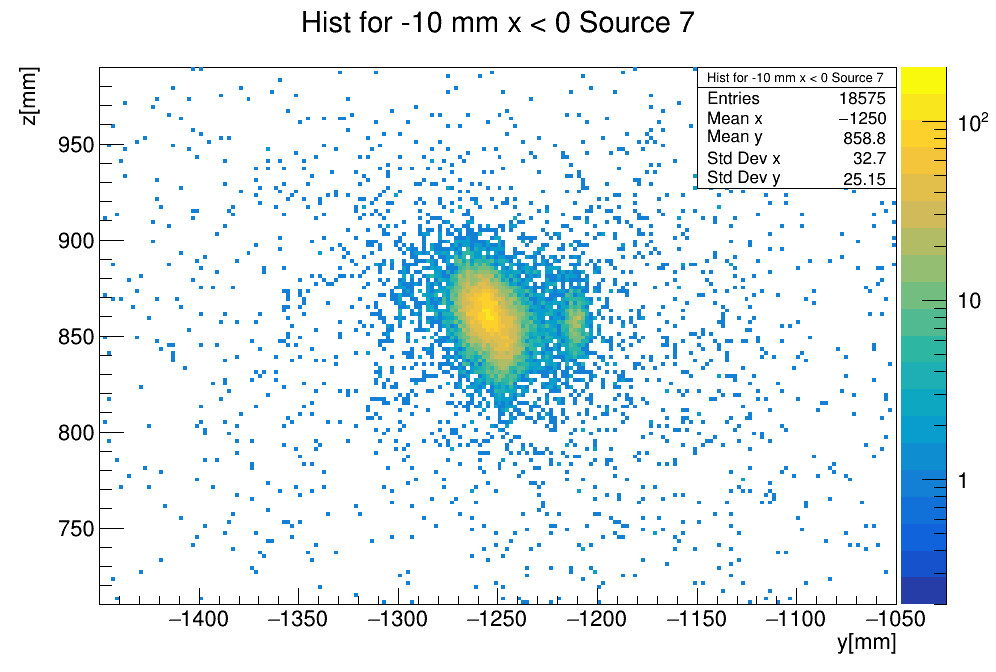 Hist for -10 mm x < 0 Source 7
z[mm]
Hist for -10 mm x < 0 Source 7
Entries 18575
Mean x −1250
Mean y 858.8
Std Dev x 32.7
Std Dev y 25.15
950
900
850
800
750
10²
10
1
−1400 −1350 −1300 −1250 −1200 −1150 −1100 −1050
y[mm]